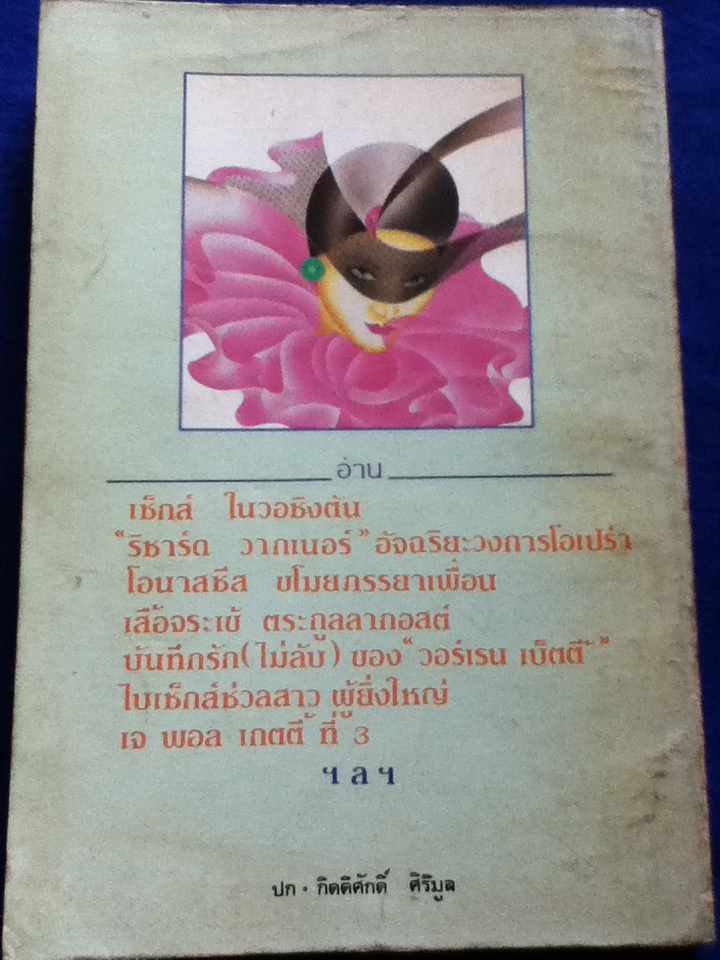 อ่าน
เซ็กส์ ในวอชิงตัน
“ริชาร์ด วากเนอร์” อัจฉริยะวงการโอเปร่า
โอนาสซีส ขโมยภรรยาเพื่อน
เสื้อจระเข้ ตระกูลลากอสต์
บันทึกรัก(ไม่ลับ) ของ “วอร์เรน เบ็ตตี้”
ไบเซ็กส์ชวลสาว ผู้ยิ่งใหญ่
เจ พอล เกตตี้ ที่ 3
ฯ ล ฯ
ปก • กิตติศักดิ์ ศิริมูล